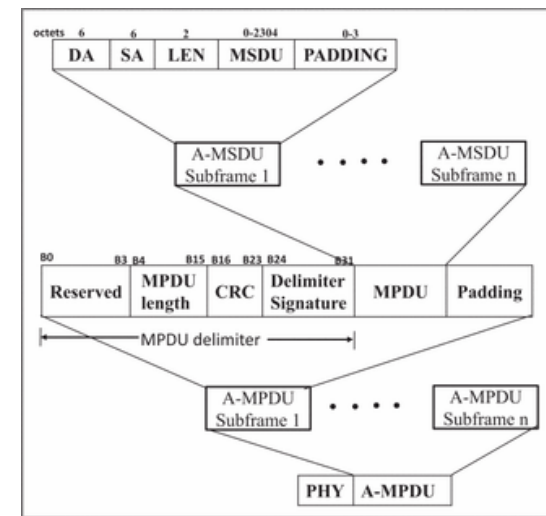 octets 6 6 2 0-2304 0-3
DA SA LEN MSDU PADDING
A-MSDU
Subframe 1
A-MSDU
Subframe n
B0 B3 B4 B15 B16 B23 B24 B31
Reserved
MPDU
length
CRC
Delimiter
Signature
MPDU
Padding
MPDU delimiter
A-MPDU
Subframe 1
A-MPDU
Subframe n
PHY A-MPDU